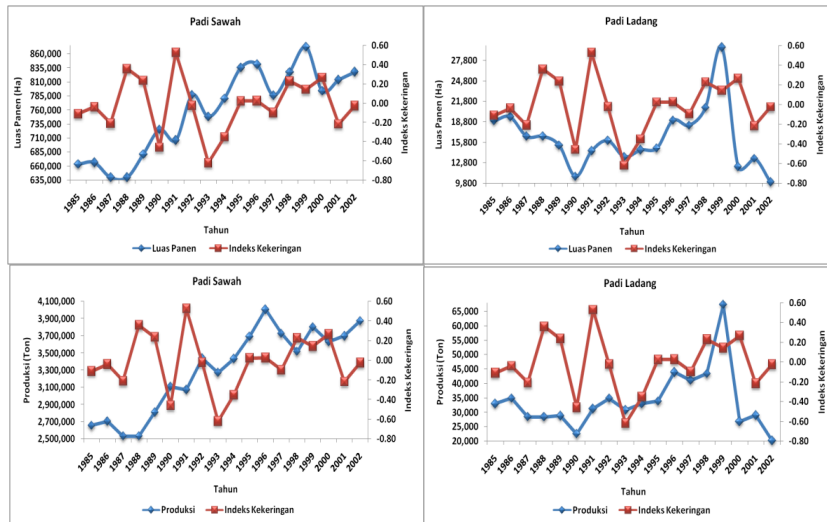 Padi Sawah
Luas Panen (Ha)
860,000
835,000
810,000
785,000
760,000
735,000
710,000
685,000
660,000
635,000
0.60
0.40
0.20
0.00
-0.20
-0.40
-0.60
-0.80
Indeks Kekeringan
1985 1986 1987 1988 1989 1990 1991 1992 1993 1994 1995 1996 1997 1998 1999 2000 2001 2002
Tahun
Luas Panen Indeks Kekeringan
Padi Ladang
Luas Panen (Ha)
27,800
24,800
21,800
18,800
15,800
12,800
9,800
0.60
0.40
0.20
0.00
-0.20
-0.40
-0.60
-0.80
Indeks Kekeringan
1985 1986 1987 1988 1989 1990 1991 1992 1993 1994 1995 1996 1997 1998 1999 2000 2001 2002
Tahun
Luas Panen Indeks Kekeringan
Padi Sawah
Produksi (Ton)
4,100,000
3,900,000
3,700,000
3,500,000
3,300,000
3,100,000
2,900,000
2,700,000
2,500,000
0.60
0.40
0.20
0.00
-0.20
-0.40
-0.60
-0.80
Indeks Kekeringan
1985 1986 1987 1988 1989 1990 1991 1992 1993 1994 1995 1996 1997 1998 1999 2000 2001 2002
Tahun
Produksi Indeks Kekeringan
Padi Ladang
Produksi (Ton)
65,000
60,000
55,000
50,000
45,000
40,000
35,000
30,000
25,000
20,000
0.60
0.40
0.20
0.00
-0.20
-0.40
-0.60
-0.80
Indeks Kekeringan
1985 1986 1987 1988 1989 1990 1991 1992 1993 1994 1995 1996 1997 1998 1999 2000 2001 2002
Tahun
Produksi Indeks Kekeringan